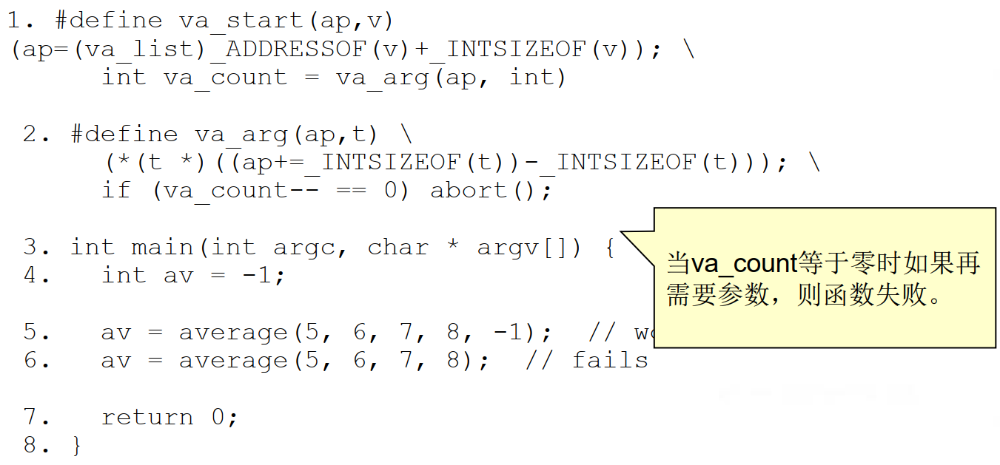 1. #define va_start(ap,v)
(ap=(va_list)_ADDRESSOF(v)+_INTSIZEOF(v)); \
int va_count = va_arg(ap, int)
2. #define va_arg(ap,t) \
(*(t *)((ap+=_INTSIZEOF(t))-_INTSIZEOF(t))); \
if (va_count-- == 0) abort();
3. int main(int argc, char * argv[]) {
4. int av = -1;
5. av = average(5, 6, 7, 8, -1); //
6. av = average(5, 6, 7, 8); // fails
7. return 0;
8. }
当va_count等于零时如果再
需要参数，则函数失败。